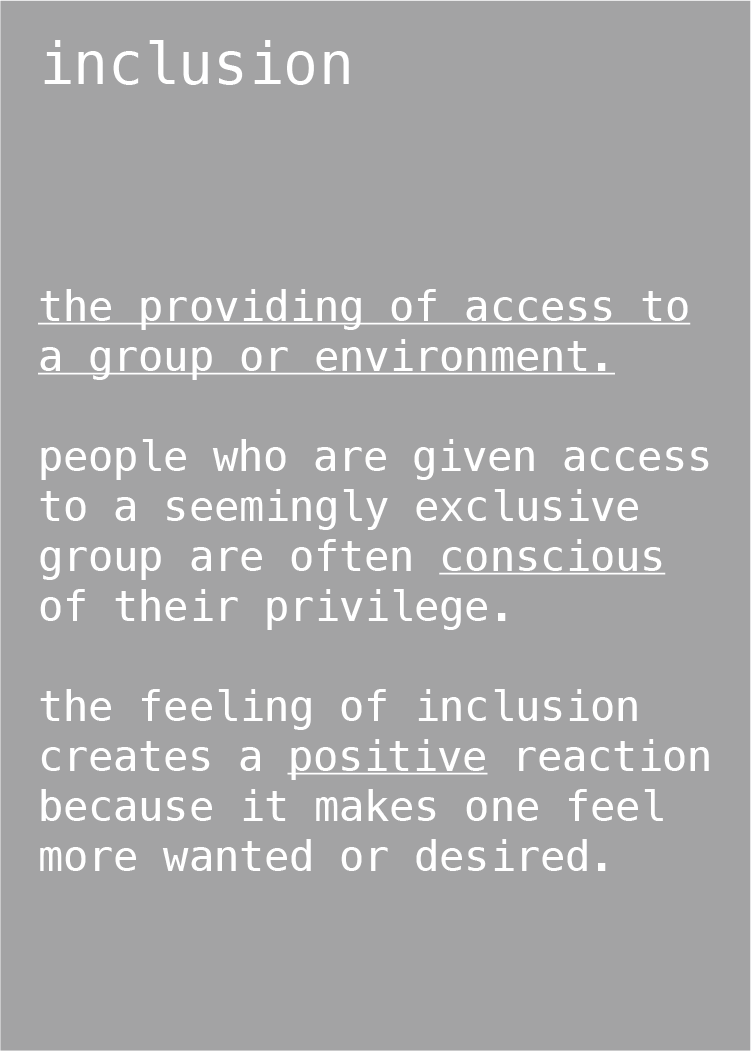 inclusion
the providing of access to
a group or environment.
people who are given access
to a seemingly exclusive
group are often conscious
of their privilege.
the feeling of inclusion
creates a positive reaction
because it makes one feel
more wanted or desired.